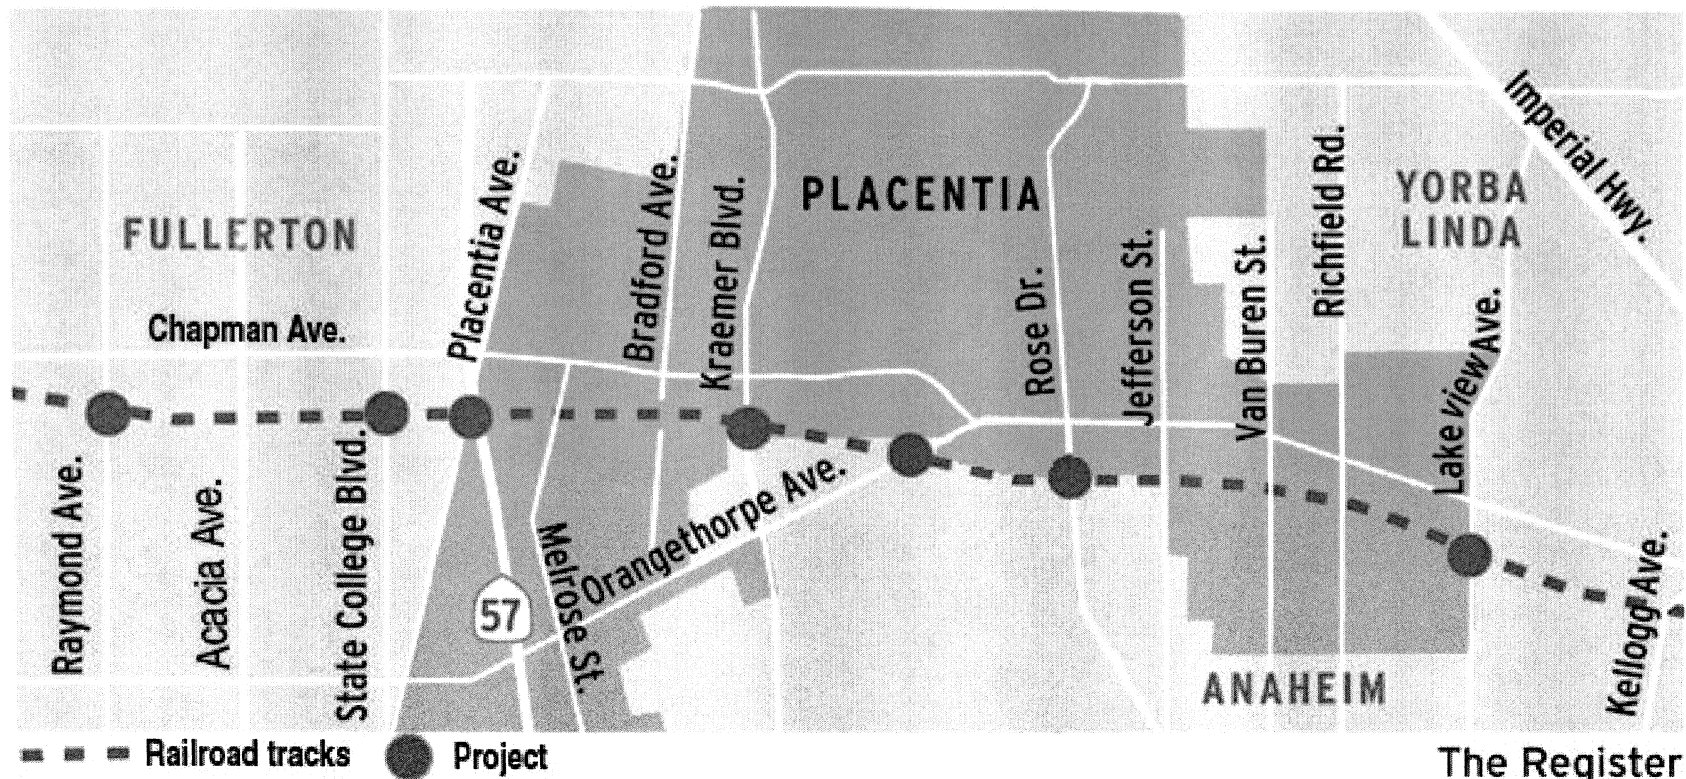 Imperial Hwy.
Placentia Ave.
Bradford Ave.
Kraemer Blvd.
PLACENTIA
Richfield Rd.
YORBA
LINDA
FULLERTON
Chapman Ave.
Rose Dr.
Jefferson St.
Van Buren St.
Lake view Ave.
Raymond Ave.
Acacia Ave.
State College Blvd.
57
Melrose St.
Orangethorpe Ave.
ANAHEIM
Kellogg Ave.
Railroad tracks
Project
The Register